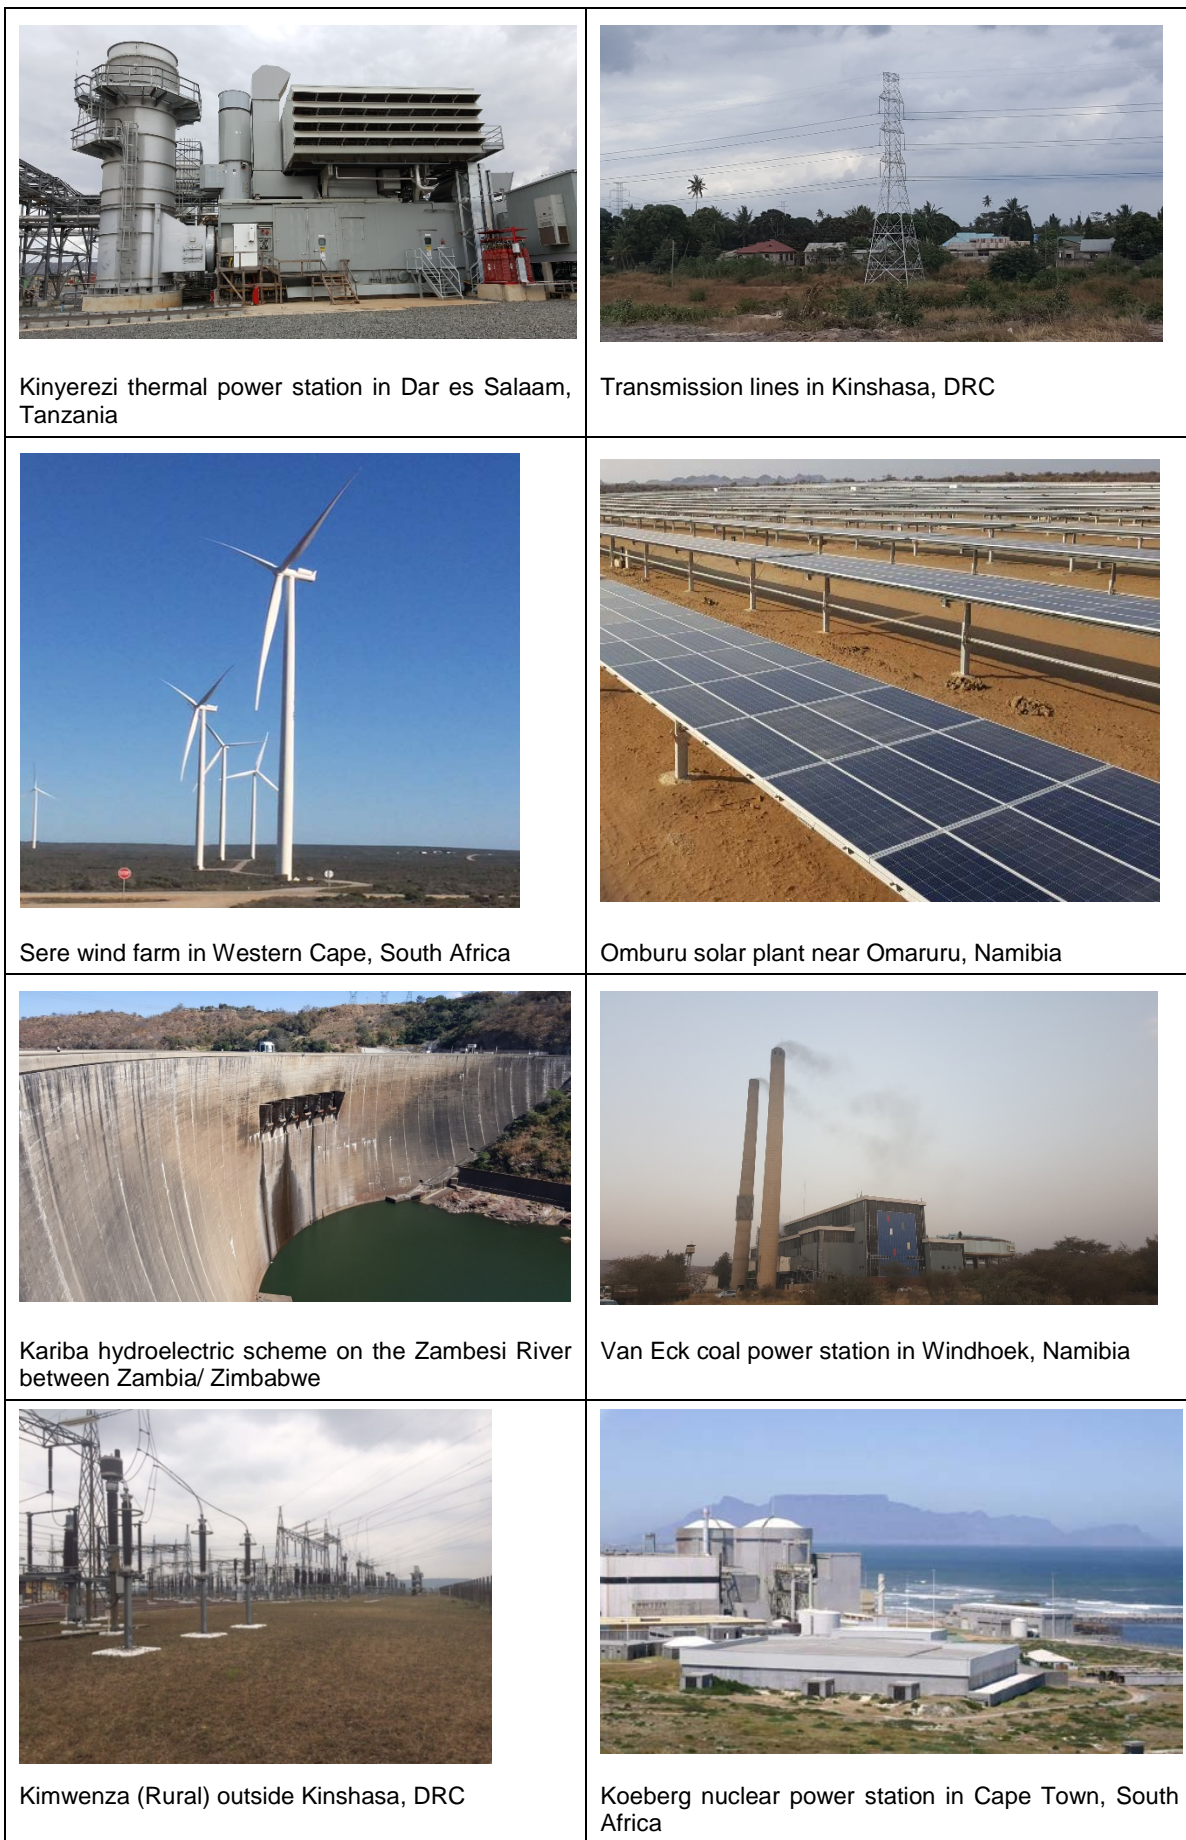 Kinyerezi thermal power station in Dar es Salaam,
Tanzania
Transmission lines in Kinshasa, DRC
Sere wind farm in Western Cape, South Africa
Omburu solar plant near Omaruru, Namibia
Kariba hydroelectric scheme on the Zambesi River
between Zambia/ Zimbabwe
Van Eck coal power station in Windhoek, Namibia
Kimwenza (Rural) outside Kinshasa, DRC
Koeberg nuclear power station in Cape Town, South
Africa